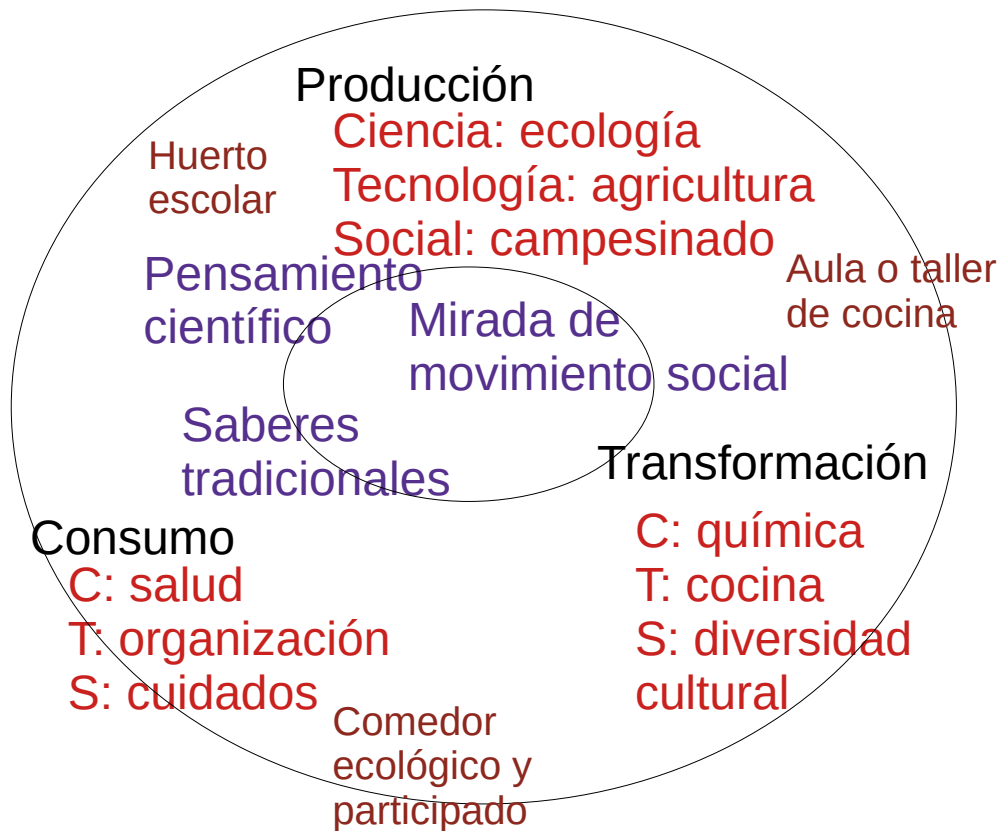 Producción
Ciencia: ecología
Tecnología: agricultura
Social: campesinado
Huerto
escolar
Aula o taller
de cocina
Pensamiento
científico
Mirada de
movimiento social
Saberes
tradicionales
Transformación
C: química
T: cocina
S: diversidad
cultural
Consumo
C: salud
T: organización
S: cuidados
Comedor
ecológico y
participado